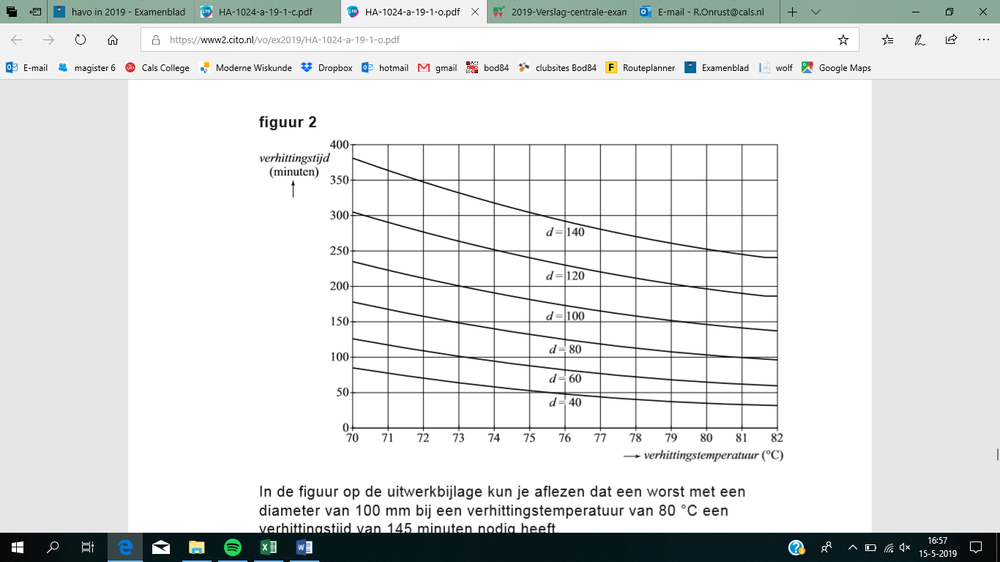 havo in 2019 - Examenblad
HA-1024-a-19-1-c.pdf
HA-1024-a-19-1-o.pdf
2019-Verslag-centrale-exan
E-mail - R.Onrust@cals.nl
https://www2.cito.nl/vo/ex2019/HA-1024-a-19-1-o.pdf
E-mail
magister 6
Cals College
Moderne Wiskunde
Dropbox
hotmail
gmail
bod84
clubsites Bod84
Routeplanner
Examenblad
wolf
Google Maps
figuur 2
verhittingstijd
(minuten)
400
350
300
250
200
150
100
50
0
d = 140
d = 120
d = 100
d = 80
d = 60
d = 40
70 71 72 73 74 75 76 77 78 79 80 81 82
verhittingstemperatuur (°C)
In de figuur op de uitwerkbijlage kun je aflezen dat een worst met een
diameter van 100 mm bij een verhittingstemperatuur van 80 °C een
verhittingstijd van 145 minuten nodig heeft.
16:57
15-5-2019